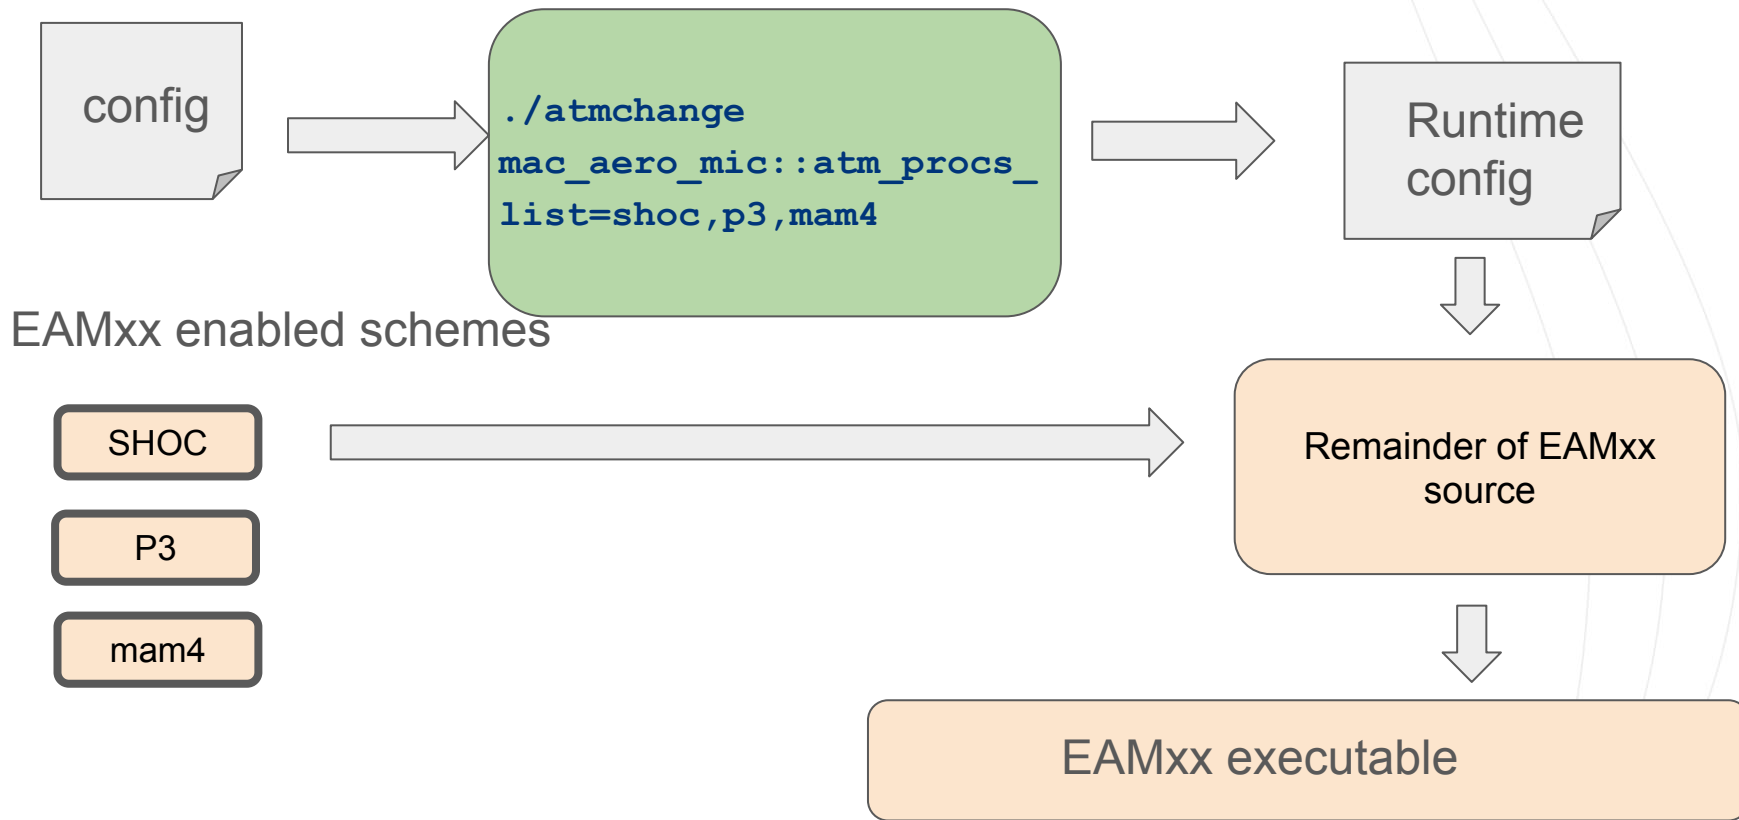 config
./atmchange
mac_aero_mic::atm_procs_
list=shoc,p3,mam4
Runtime
config
EAMxx enabled schemes
SHOC
P3
mam4
Remainder of EAMxx
source
EAMxx executable